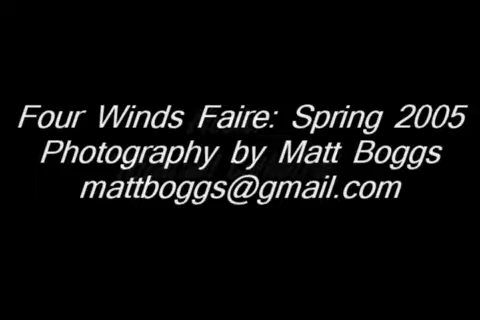 Four Winds Faire: Spring 2005
Photography by Matt Boggs
mattboggs@gmail.com